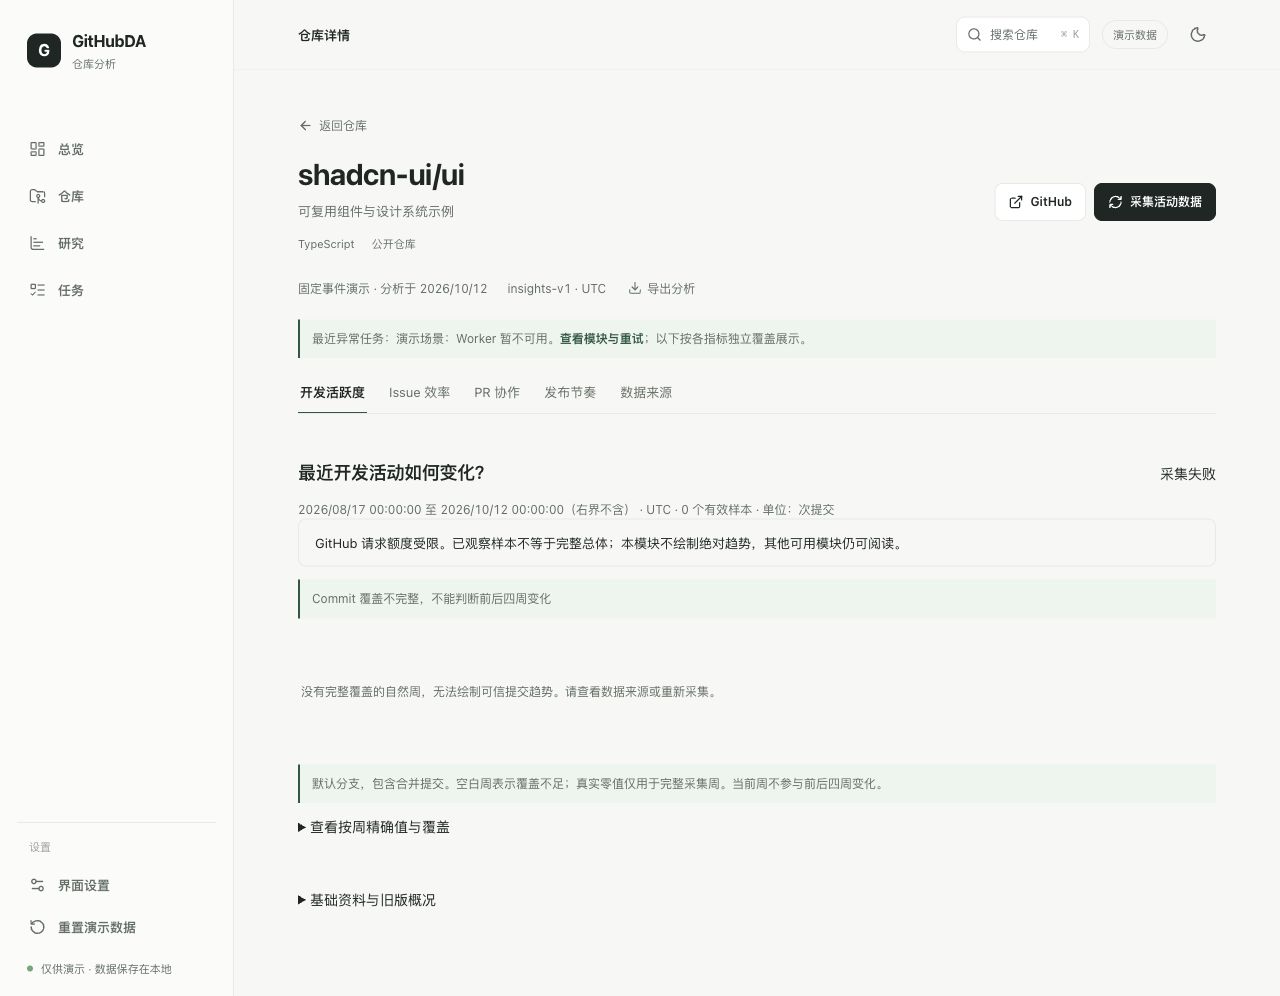 G
GitHubDA
仓库分析
总览
仓库
研究
任务
设置
界面设置
重置演示数据
仅供演示 · 数据保存在本地
仓库详情
搜索仓库 ⌘ K
演示数据
返回仓库
shadcn-ui/ui
可复用组件与设计系统示例
TypeScript 公开仓库
GitHub
采集活动数据
固定事件演示 · 分析于 2026/10/12 insights-v1 · UTC 导出分析
最近异常任务：演示场景：Worker 暂不可用。查看模块与重试；以下按各指标独立覆盖展示。
开发活跃度 Issue 效率 PR 协作 发布节奏 数据来源
最近开发活动如何变化？
采集失败
2026/08/17 00:00:00 至 2026/10/12 00:00:00（右界不含） · UTC · 0 个有效样本 · 单位：次提交
GitHub 请求额度受限。已观察样本不等于完整总体；本模块不绘制绝对趋势，其他可用模块仍可阅读。
Commit 覆盖不完整，不能判断前后四周变化
没有完整覆盖的自然周，无法绘制可信提交趋势。请查看数据来源或重新采集。
默认分支，包含合并提交。空白周表示覆盖不足；真实零值仅用于完整采集周。当前周不参与前后四周变化。
查看按周精确值与覆盖
基础资料与旧版概况